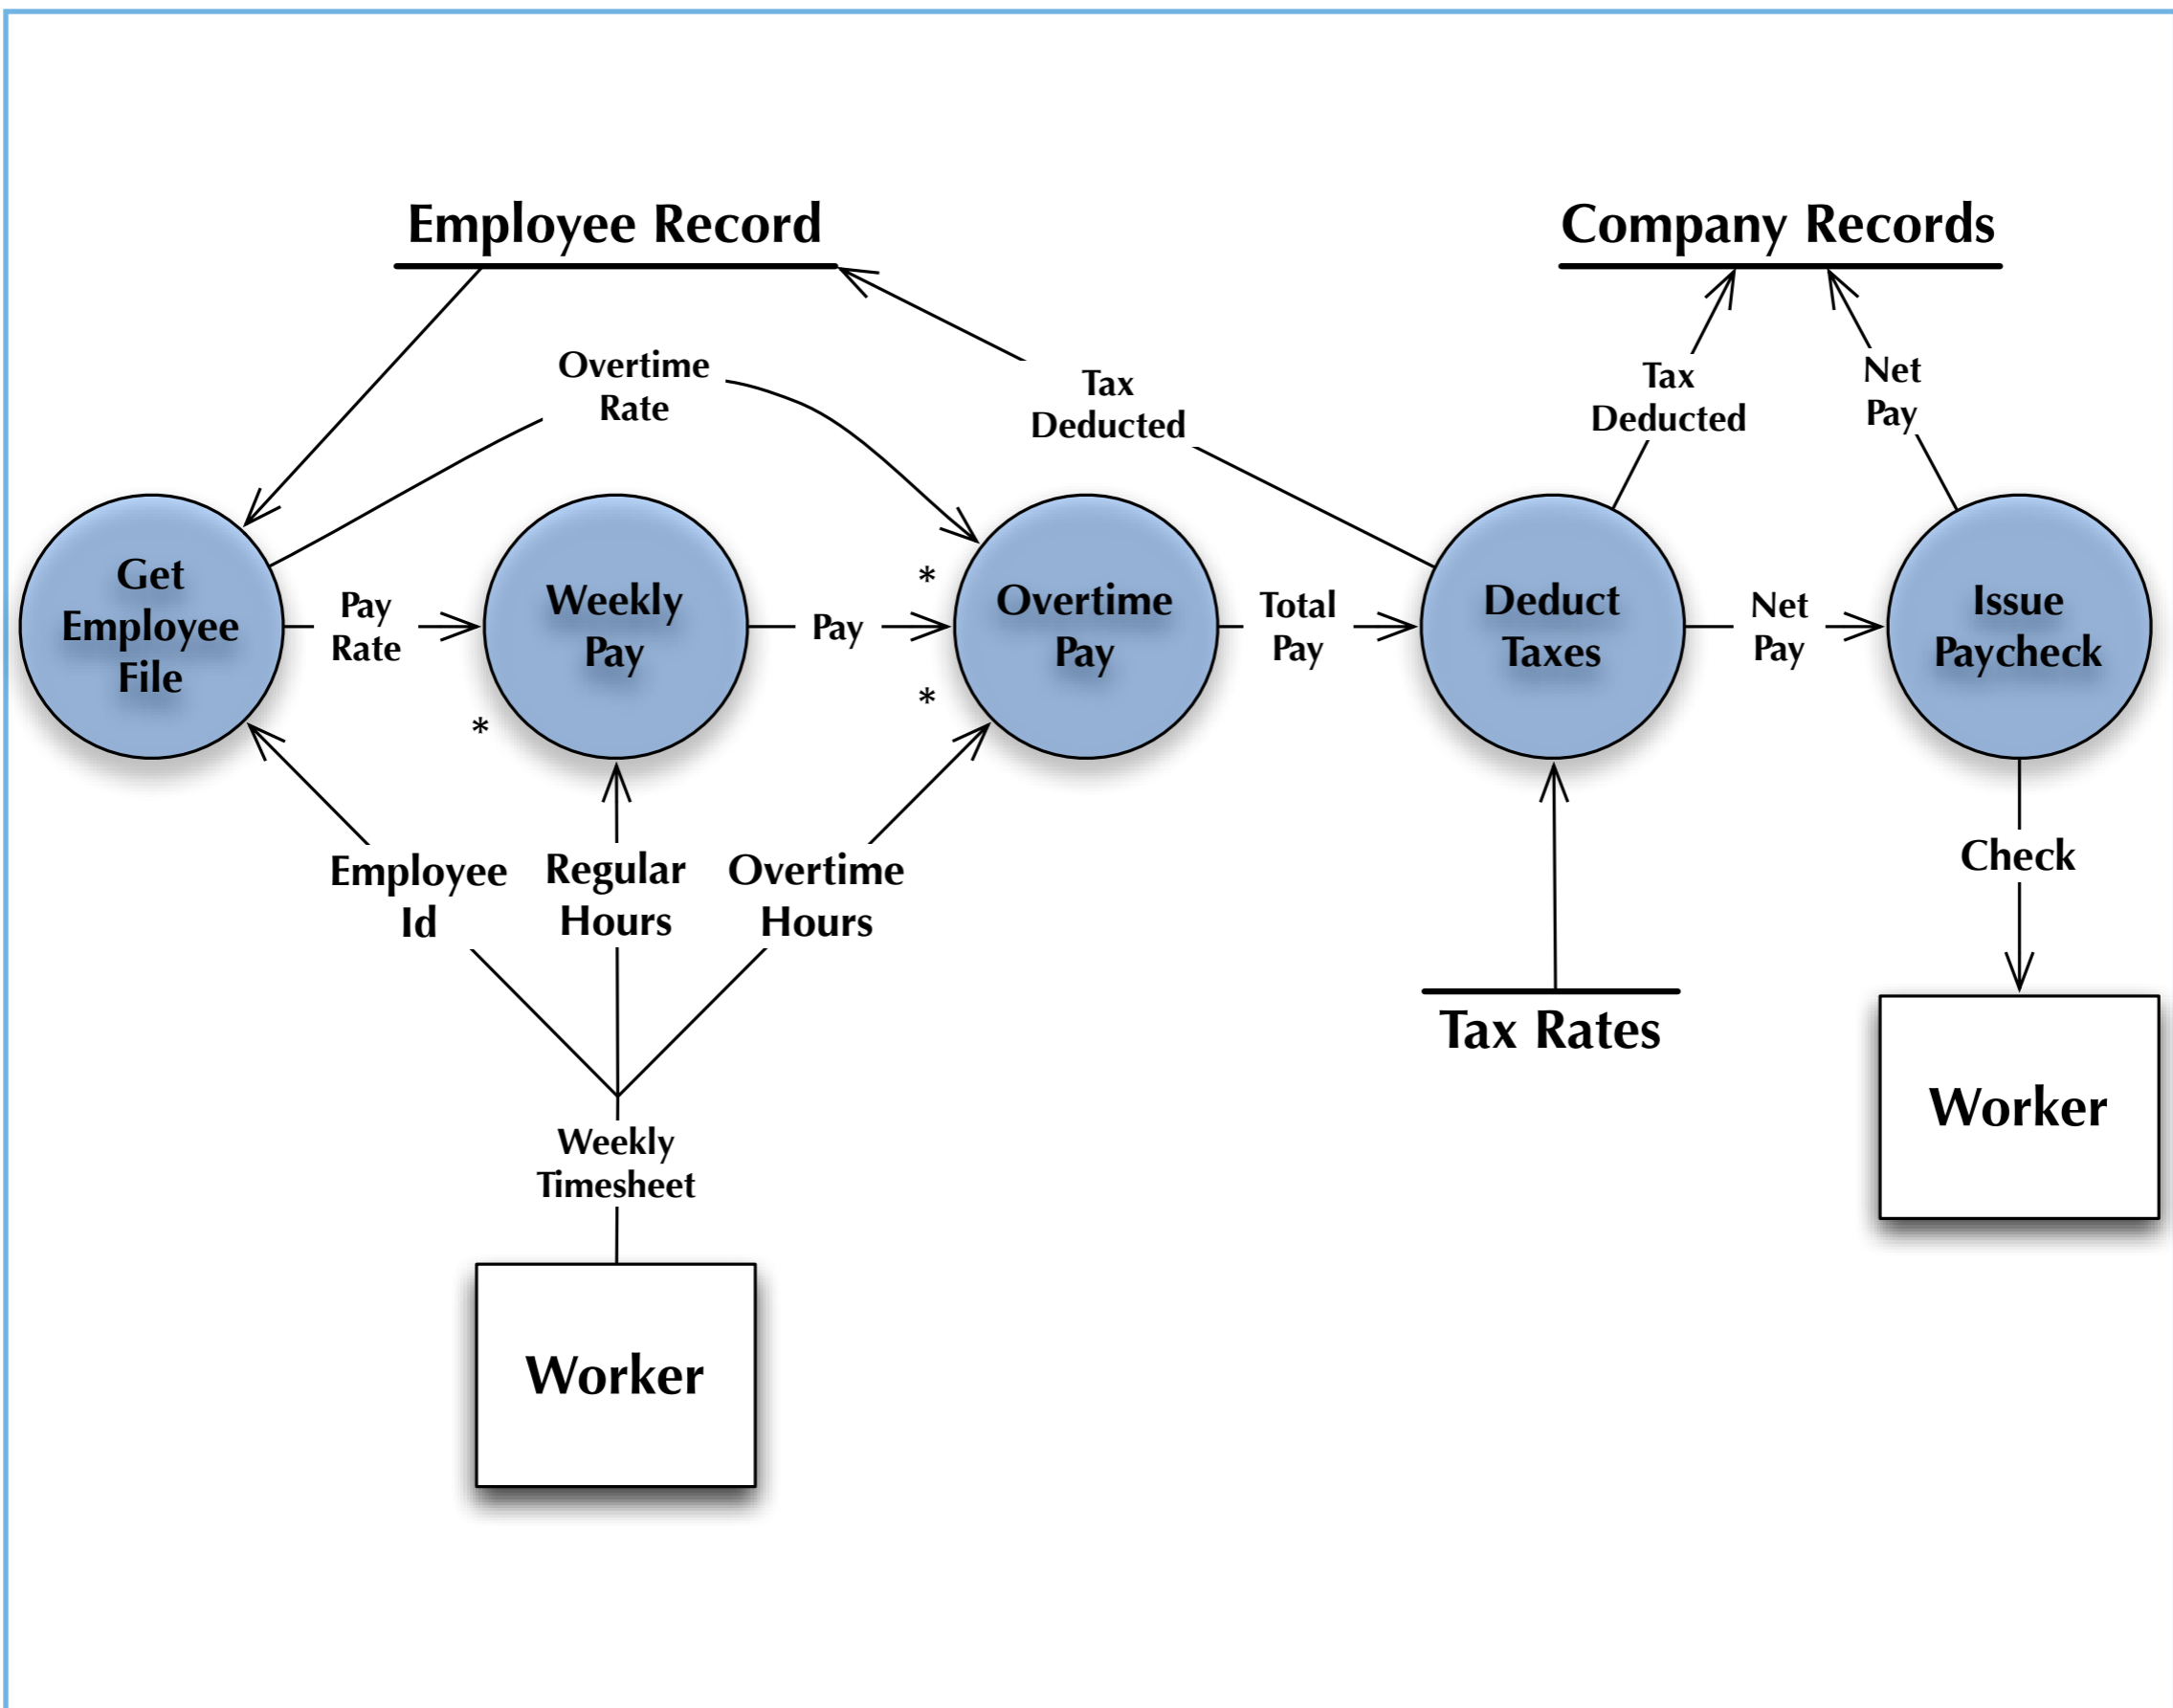 Employee Record
Company Records
Overtime
Rate
Tax
Deducted
Tax
Deducted
Net
Pay
Get
Employee
File
Pay
Rate
Weekly
Pay
Pay
*
*
*
Overtime
Pay
Total
Pay
Deduct
Taxes
Net
Pay
Issue
Paycheck
Employee
Id
Regular
Hours
Overtime
Hours
Check
Tax Rates
Worker
Weekly
Timesheet
Worker